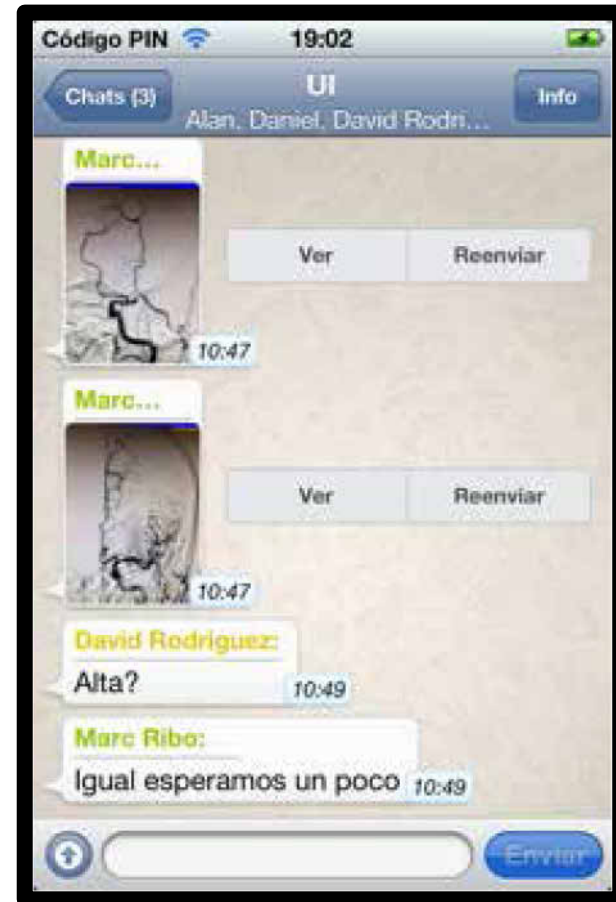 Código PIN 19:02
Chats (3) UI Info
Alan, Daniel, David Rodri...
Marc...
Ver Reenviar
10:47
Marc...
Ver Reenviar
10:47
David Rodriguez:
Alta? 10:49
Marc Ribo:
Igual esperamos un poco 10:49
Enviar